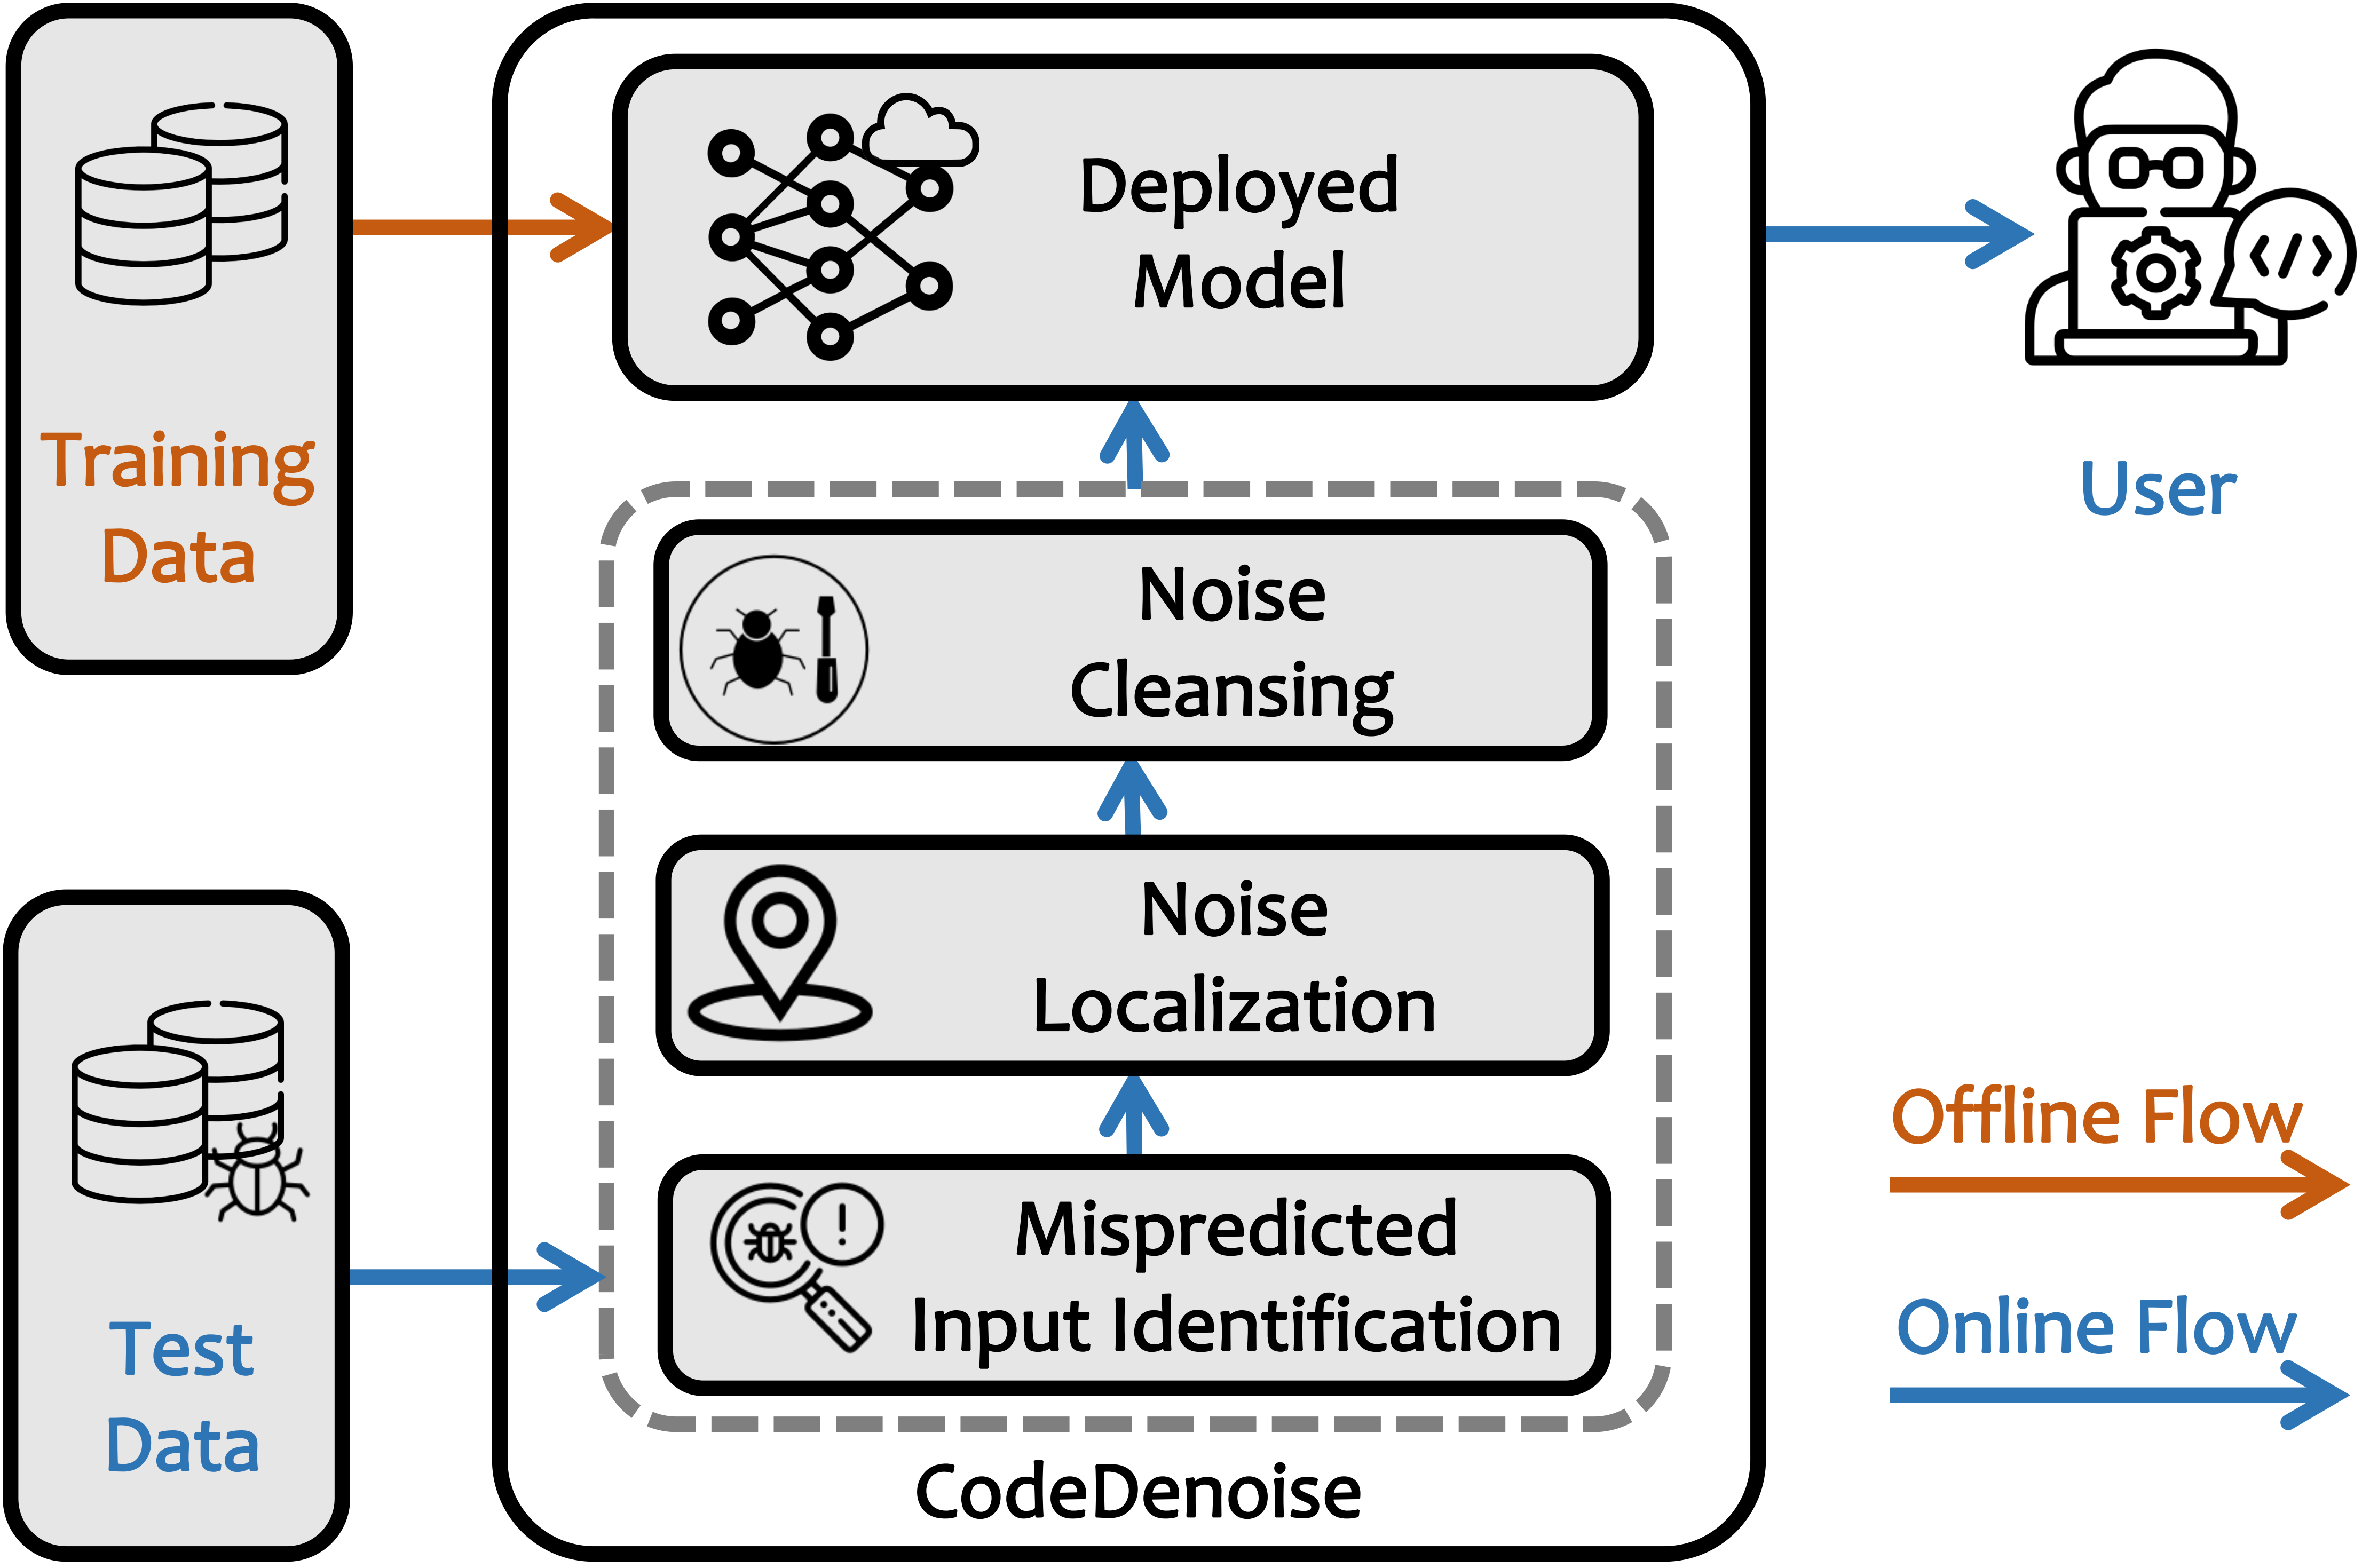 Training
Data
Deployed
Model
User
Noise
Cleansing
Noise
Localization
Mispredicted
Input Identification
CodeDenoise
Test
Data
Offline Flow
Online Flow